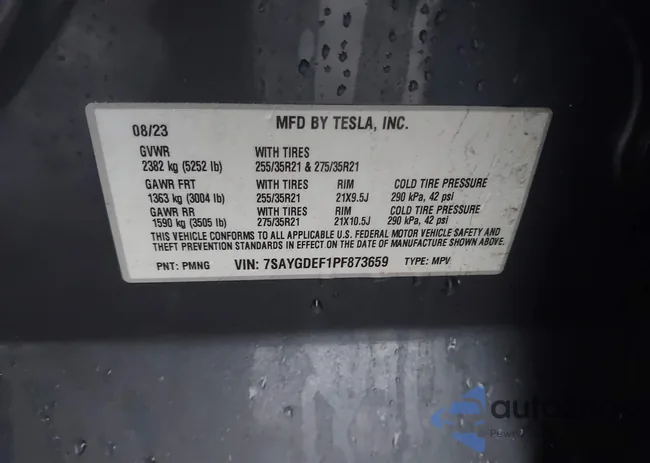 08/23 MFD BY TESLA, INC.
GVWR WITH TIRES
2382 kg (5252 lb) 255/35R21 & 275/35R21
GAWR FRT WITH TIRES RIM COLD TIRE PRESSURE
1363 kg (3004 lb) 255/35R21 21X9.5J 290 kPa, 42 psi
GAWR RR WITH TIRES RIM COLD TIRE PRESSURE
1590 kg (3505 lb) 275/35R21 21X10.5J 290 kPa, 42 psi
THIS VEHICLE CONFORMS TO ALL APPLICABLE U.S. FEDERAL MOTOR VEHICLE SAFETY AND
THEFT PREVENTION STANDARDS IN EFFECT ON THE DATE OF MANUFACTURE SHOWN ABOVE.
PNT: PMNG VIN: 7SAYGDEF1PF873659 TYPE: MPV